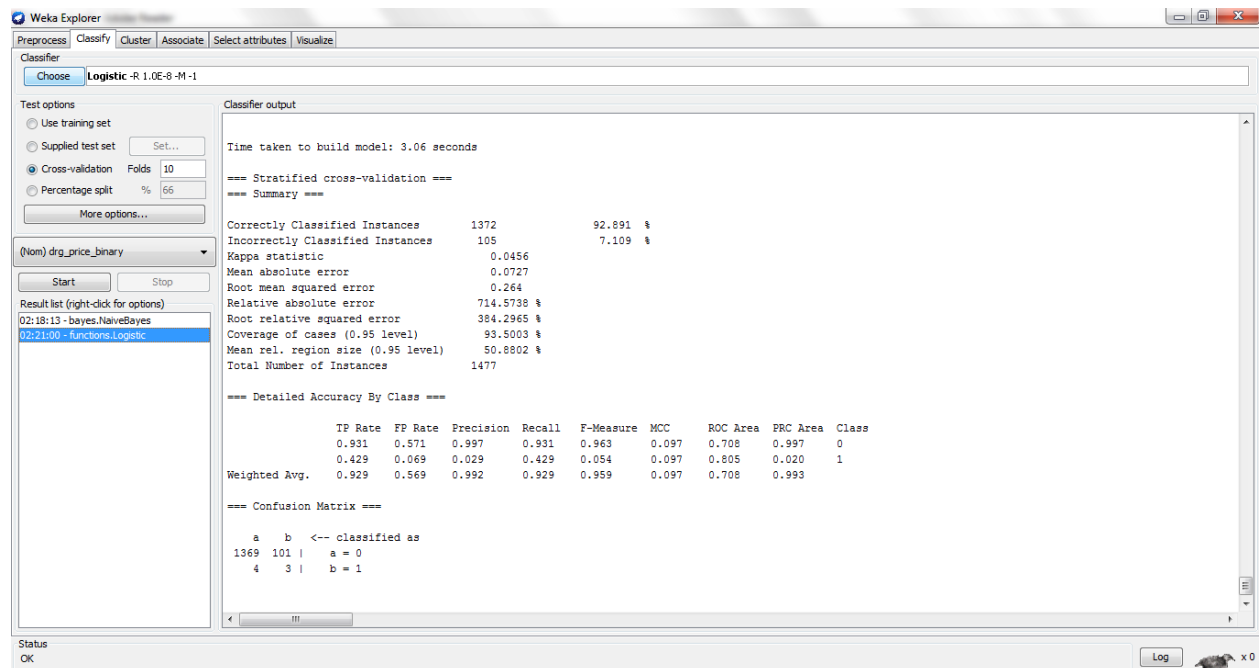 Weka Explorer
Preprocess Classify Cluster Associate Select attributes Visualize
Classifier
Choose Logistic -R 1.0E-8 -M -1
Test options
Use training set
Supplied test set Set...
Cross-validation Folds 10
Percentage split % 66
More options...
(Nom) drg_price_binary
Start Stop
Result list (right-click for options)
02:18:13 - bayes.NaiveBayes
02:21:00 - functions.Logistic
Classifier output
Time taken to build model: 3.06 seconds
=== Stratified cross-validation ===
=== Summary ===
Correctly Classified Instances 1372 92.891 %
Incorrectly Classified Instances 105 7.109 %
Kappa statistic 0.0456
Mean absolute error 0.0727
Root mean squared error 0.264
Relative absolute error 714.5738 %
Root relative squared error 384.2965 %
Coverage of cases (0.95 level) 93.5003 %
Mean rel. region size (0.95 level) 50.8802 %
Total Number of Instances 1477
=== Detailed Accuracy By Class ===
TP Rate FP Rate Precision Recall F-Measure MCC ROC Area PRC Area Class
0.931 0.571 0.997 0.931 0.963 0.097 0.708 0.997 0
0.429 0.069 0.029 0.429 0.054 0.097 0.805 0.020 1
Weighted Avg. 0.929 0.569 0.992 0.929 0.959 0.097 0.708 0.993
=== Confusion Matrix ===
a b <-- classified as
1369 101 | a = 0
4 3 | b = 1
Status
OK
Log x 0